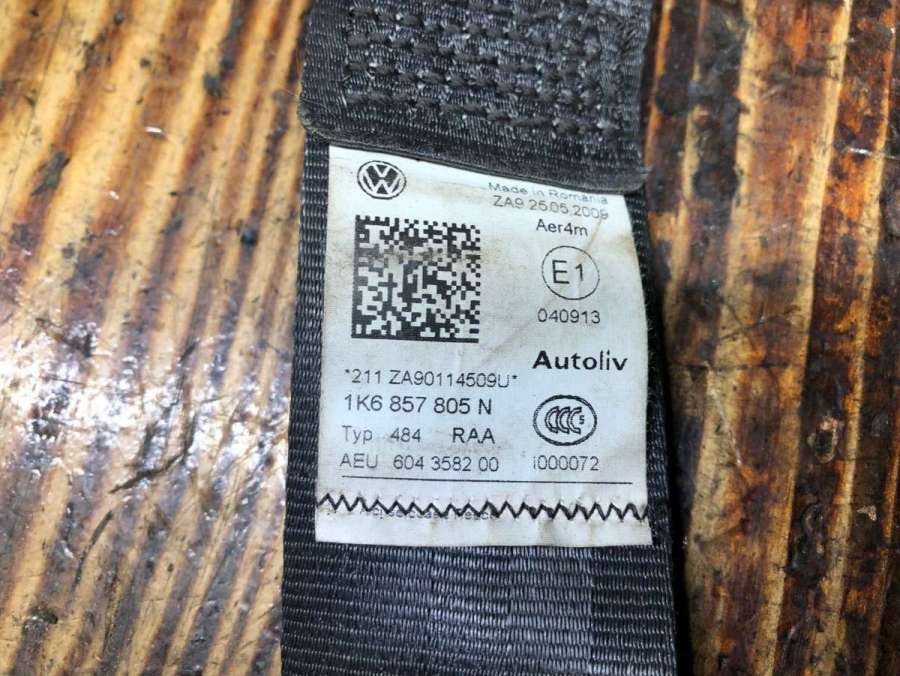 Made in Romania
ZA9 25.05.2009
Aer4m
E1
040913
Autoliv
*211 ZA90114509U*
1K6 857 805 N
Typ 484 RAA
AEU 604 3582 00
CCC S
i000072